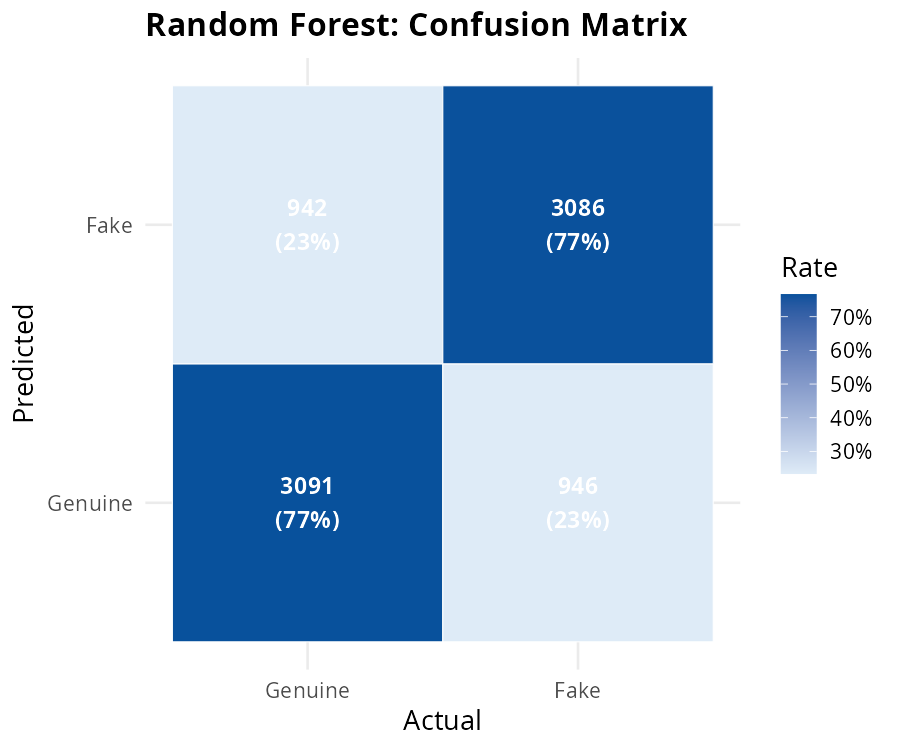 Random Forest: Confusion Matrix
Predicted
Fake
942
(23%)
3086
(77%)
Genuine
3091
(77%)
946
(23%)
Genuine
Fake
Actual
Rate
70%
60%
50%
40%
30%